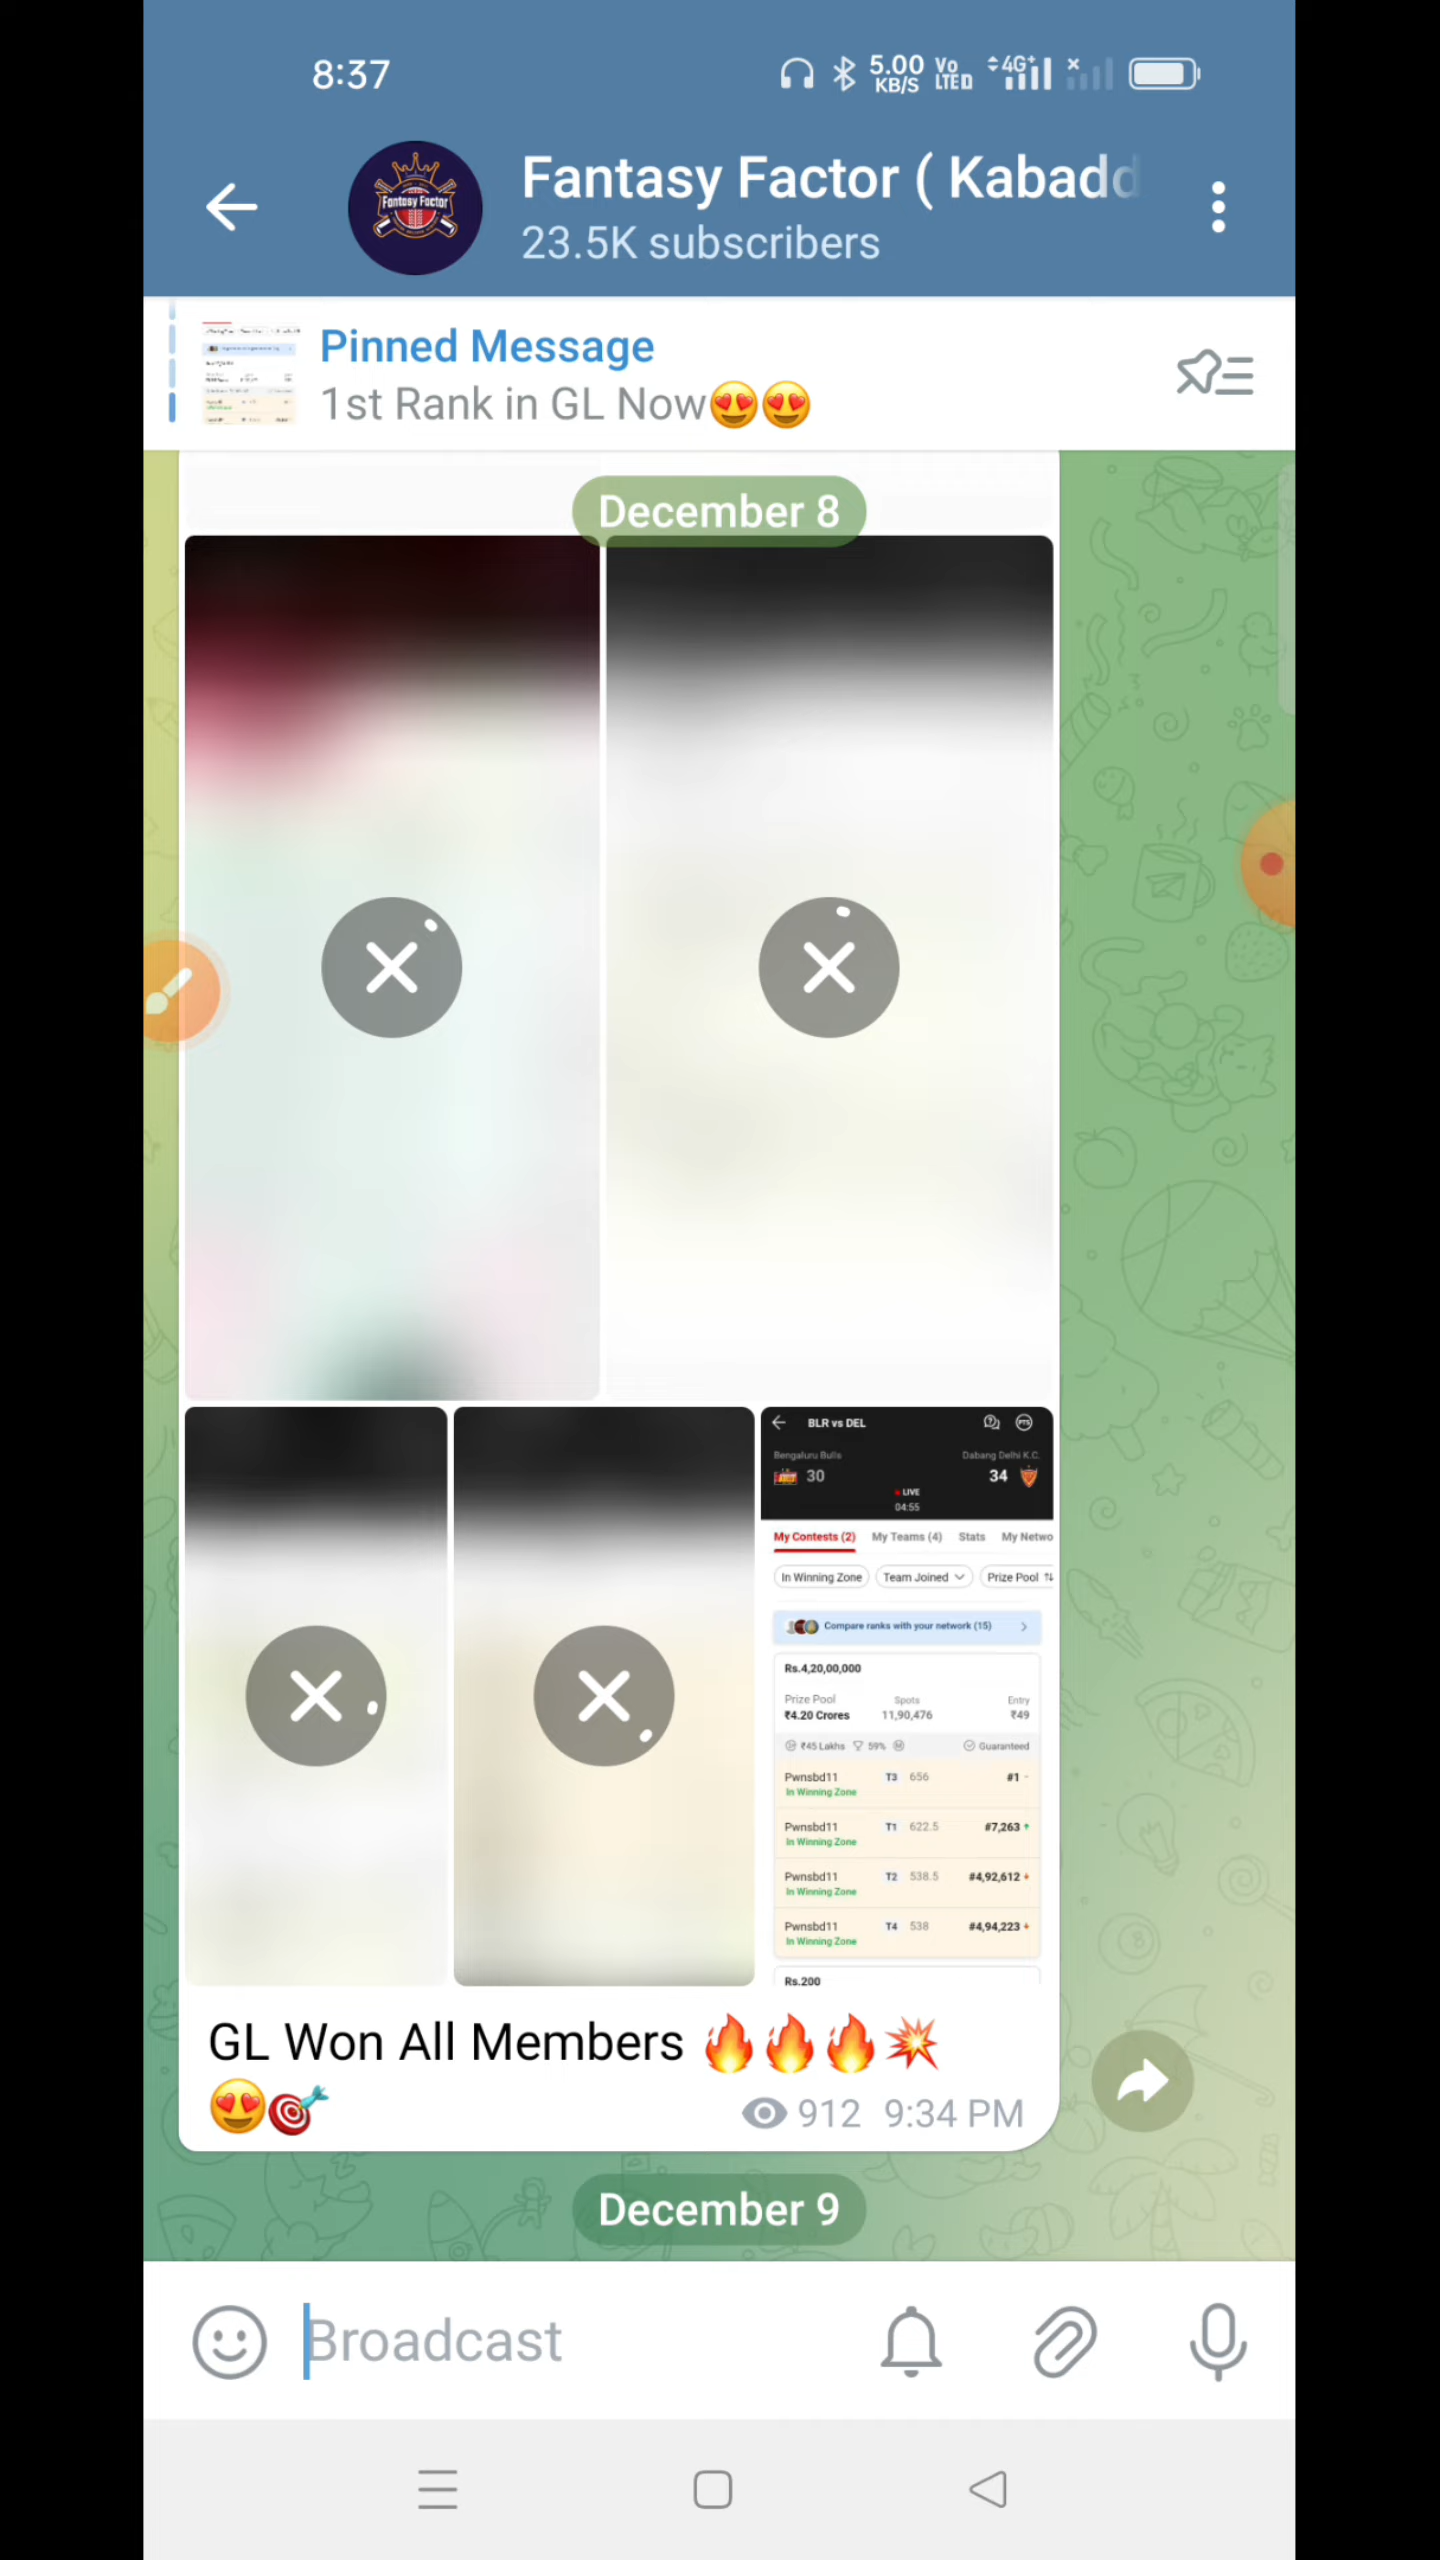 8:37
5.00 KB/S
Vo LTED
4G+
Fantasy Factor
Fantasy Factor ( Kabadd
23.5K subscribers
Pinned Message
1st Rank in GL Now😍😍
December 8
BLR vs DEL
PTS
Bengaluru Bulls
Dabang Delhi K.C.
30
34
LIVE
04:55
My Contests (2) My Teams (4) Stats My Netwo
In Winning Zone Team Joined Prize Pool
Compare ranks with your network (15)
Rs.4,20,00,000
Prize Pool Spots Entry
₹4.20 Crores 11,90,476 ₹49
₹45 Lakhs 59% M Guaranteed
Pwnsbd11 T3 656 #1 -
In Winning Zone
Pwnsbd11 T1 622.5 #7,263
In Winning Zone
Pwnsbd11 T2 538.5 #4,92,612
In Winning Zone
Pwnsbd11 T4 538 #4,94,223
In Winning Zone
Rs.200
GL Won All Members 🔥🔥🔥💥
😍🎯 912 9:34 PM
December 9
Broadcast